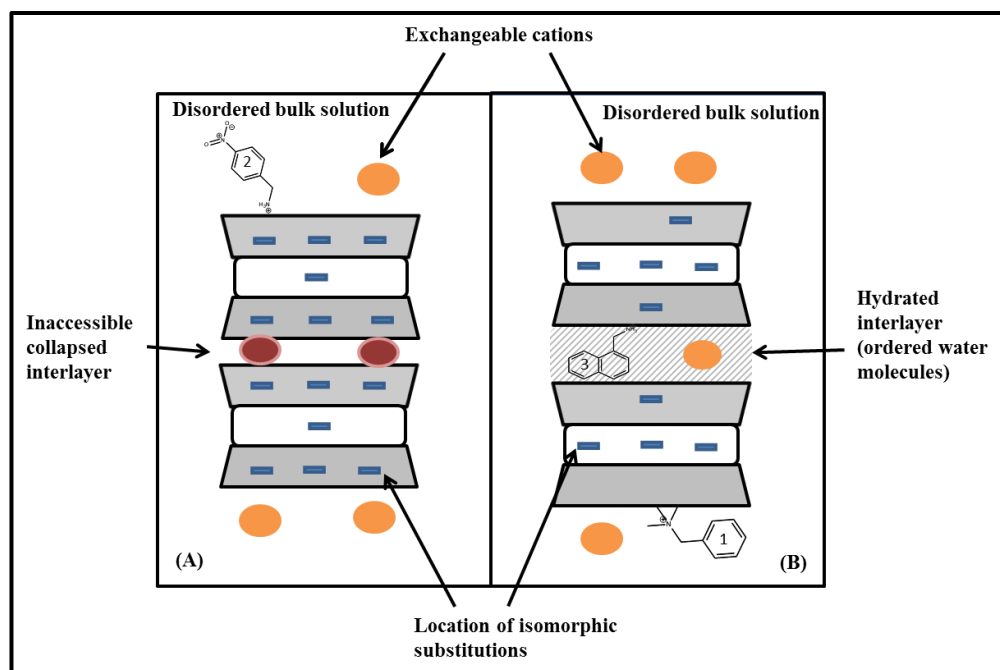 Exchangeable cations
Disordered bulk solution
Disordered bulk solution
O
O⊖
N
⊕
2
H₃N
⊕
Inaccessible
collapsed
interlayer
Hydrated
interlayer
(ordered water
molecules)
3
⊕
N
1
(A)
(B)
Location of isomorphic
substitutions